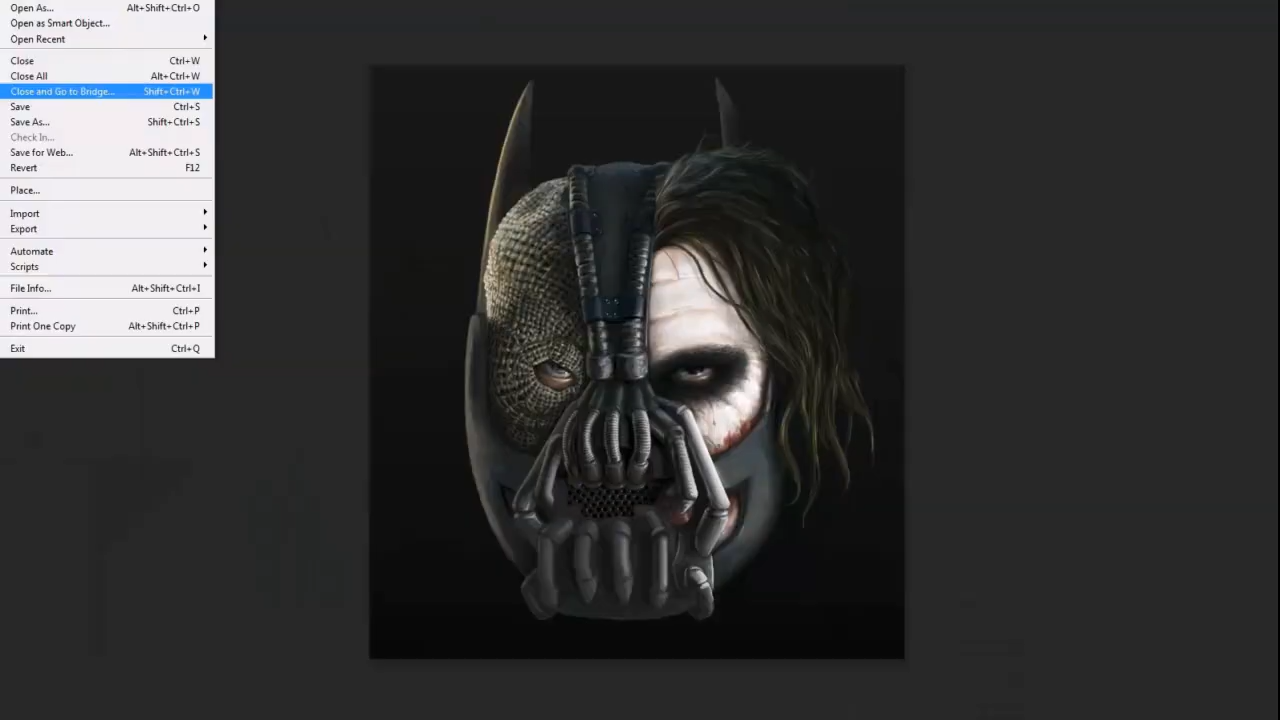 Open As... Alt+Shift+Ctrl+O
Open as Smart Object...
Open Recent
Close Ctrl+W
Close All Alt+Ctrl+W
Close and Go to Bridge... Shift+Ctrl+W
Save Ctrl+S
Save As... Shift+Ctrl+S
Check In...
Save for Web... Alt+Shift+Ctrl+S
Revert F12
Place...
Import
Export
Automate
Scripts
File Info... Alt+Shift+Ctrl+I
Print... Ctrl+P
Print One Copy Alt+Shift+Ctrl+P
Exit Ctrl+Q